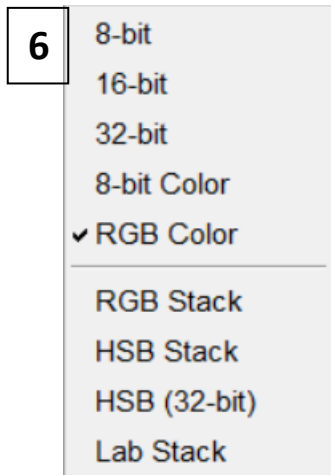 6
8-bit
16-bit
32-bit
8-bit Color
✓ RGB Color
RGB Stack
HSB Stack
HSB (32-bit)
Lab Stack